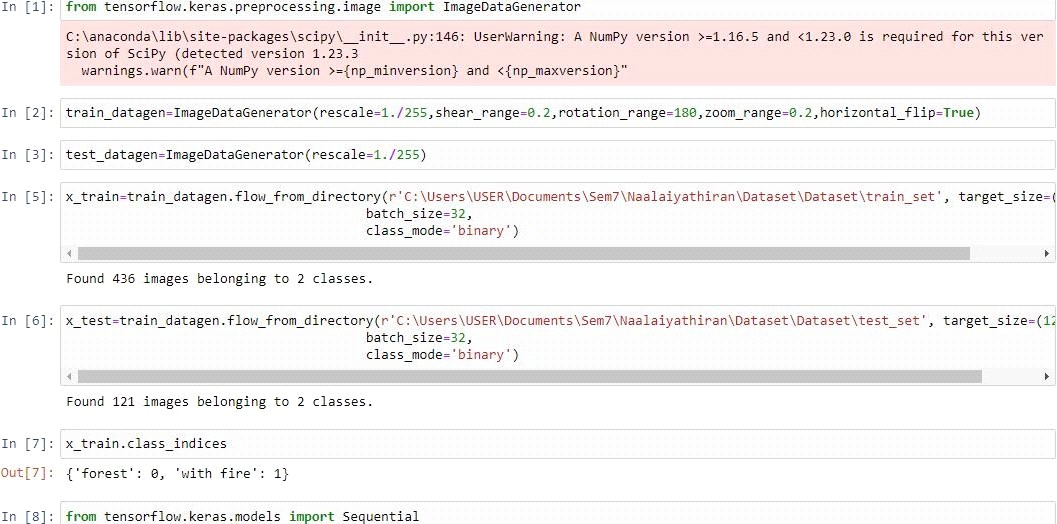 In [1]: from tensorflow.keras.preprocessing.image import ImageDataGenerator
C:\anaconda\lib\site-packages\scipy\__init__.py:146: UserWarning: A NumPy version >=1.16.5 and <1.23.0 is required for this ver
sion of SciPy (detected version 1.23.3
warnings.warn(f"A NumPy version >={np_minversion} and <{np_maxversion}"
In [2]: train_datagen=ImageDataGenerator(rescale=1./255,shear_range=0.2,rotation_range=180,zoom_range=0.2,horizontal_flip=True)
In [3]: test_datagen=ImageDataGenerator(rescale=1./255)
In [5]: x_train=train_datagen.flow_from_directory(r'C:\Users\USER\Documents\Sem7\Naalaiyathiran\Dataset\Dataset\train_set', target_size=(
batch_size=32,
class_mode='binary')
Found 436 images belonging to 2 classes.
In [6]: x_test=train_datagen.flow_from_directory(r'C:\Users\USER\Documents\Sem7\Naalaiyathiran\Dataset\Dataset\test_set', target_size=(12
batch_size=32,
class_mode='binary')
Found 121 images belonging to 2 classes.
In [7]: x_train.class_indices
Out[7]: {'forest': 0, 'with fire': 1}
In [8]: from tensorflow.keras.models import Sequential